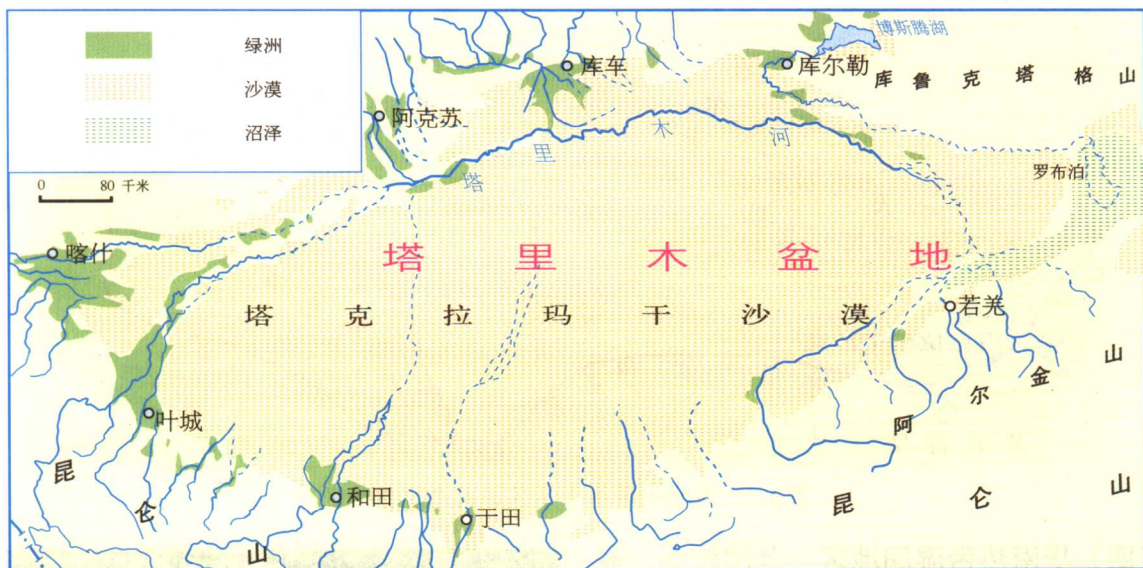 绿洲
沙漠
沼泽
0 80 千米
博斯腾湖
库车
库尔勒
库鲁克塔格山
阿克苏
塔里木河
罗布泊
喀什
塔里木盆地
塔克拉玛干沙漠
若羌
阿尔金山
叶城
昆仑山
和田
于田
昆仑山